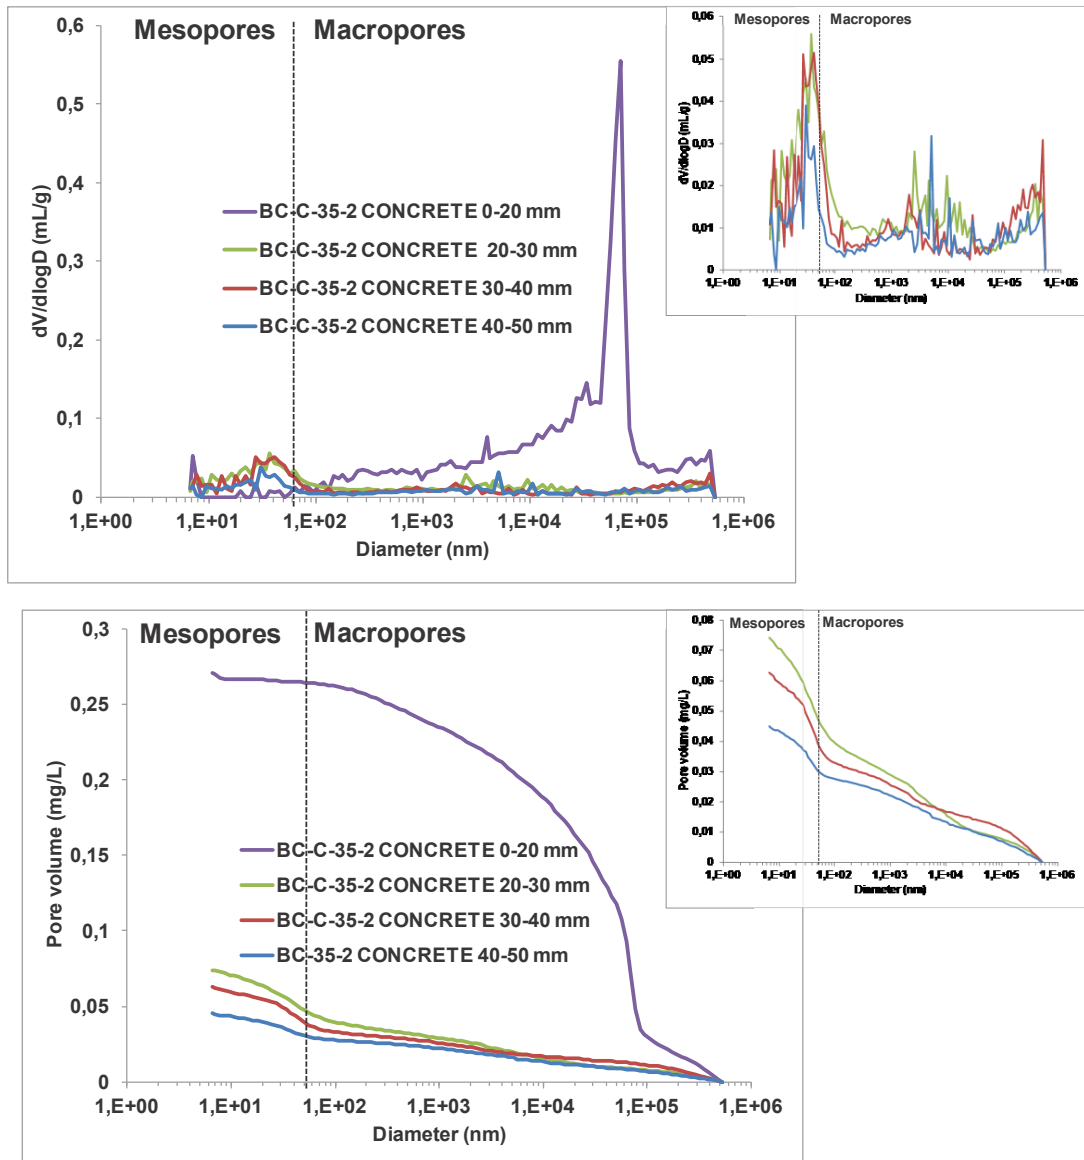 Mesopores Macropores
0,6
0,5
0,4
0,3
0,2
0,1
0
dV/dlogD (mL/g)
BC-C-35-2 CONCRETE 0-20 mm
BC-C-35-2 CONCRETE 20-30 mm
BC-C-35-2 CONCRETE 30-40 mm
BC-C-35-2 CONCRETE 40-50 mm
1,E+00 1,E+01 1,E+02 1,E+03 1,E+04 1,E+05 1,E+06
Diameter (nm)
Mesopores Macropores
0,06
0,05
0,04
0,03
0,02
0,01
0
dV/dlogD (mL/g)
1,E+00 1,E+01 1,E+02 1,E+03 1,E+04 1,E+05 1,E+06
Diameter (nm)
Mesopores Macropores
0,3
0,25
0,2
0,15
0,1
0,05
0
Pore volume (mg/L)
BC-C-35-2 CONCRETE 0-20 mm
BC-C-35-2 CONCRETE 20-30 mm
BC-C-35-2 CONCRETE 30-40 mm
BC-35-2 CONCRETE 40-50 mm
1,E+00 1,E+01 1,E+02 1,E+03 1,E+04 1,E+05 1,E+06
Diameter (nm)
Mesopores Macropores
0,08
0,07
0,06
0,05
0,04
0,03
0,02
0,01
0
Pore volume (mg/L)
1,E+00 1,E+01 1,E+02 1,E+03 1,E+04 1,E+05 1,E+06
Diameter (nm)